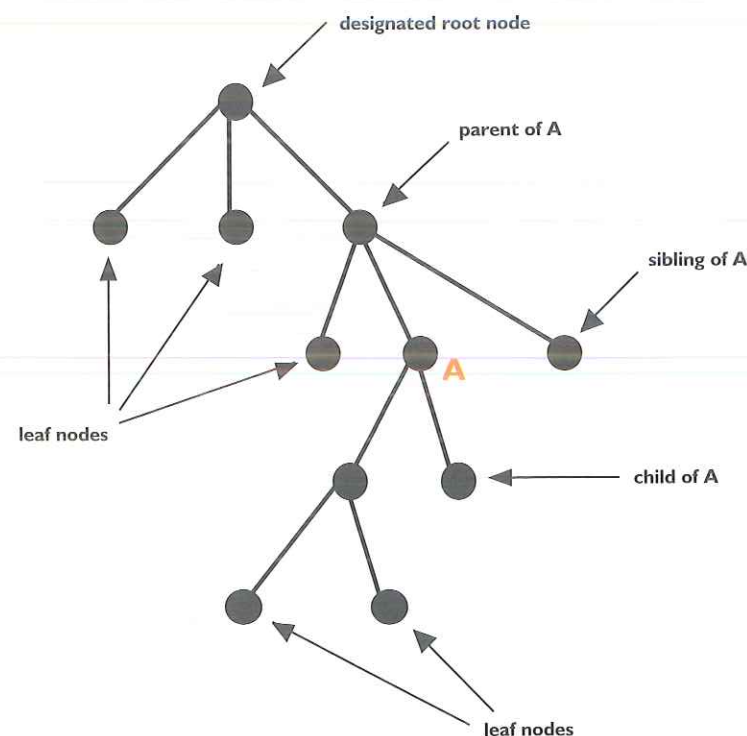 designated root node
parent of A
sibling of A
A
leaf nodes
child of A
leaf nodes